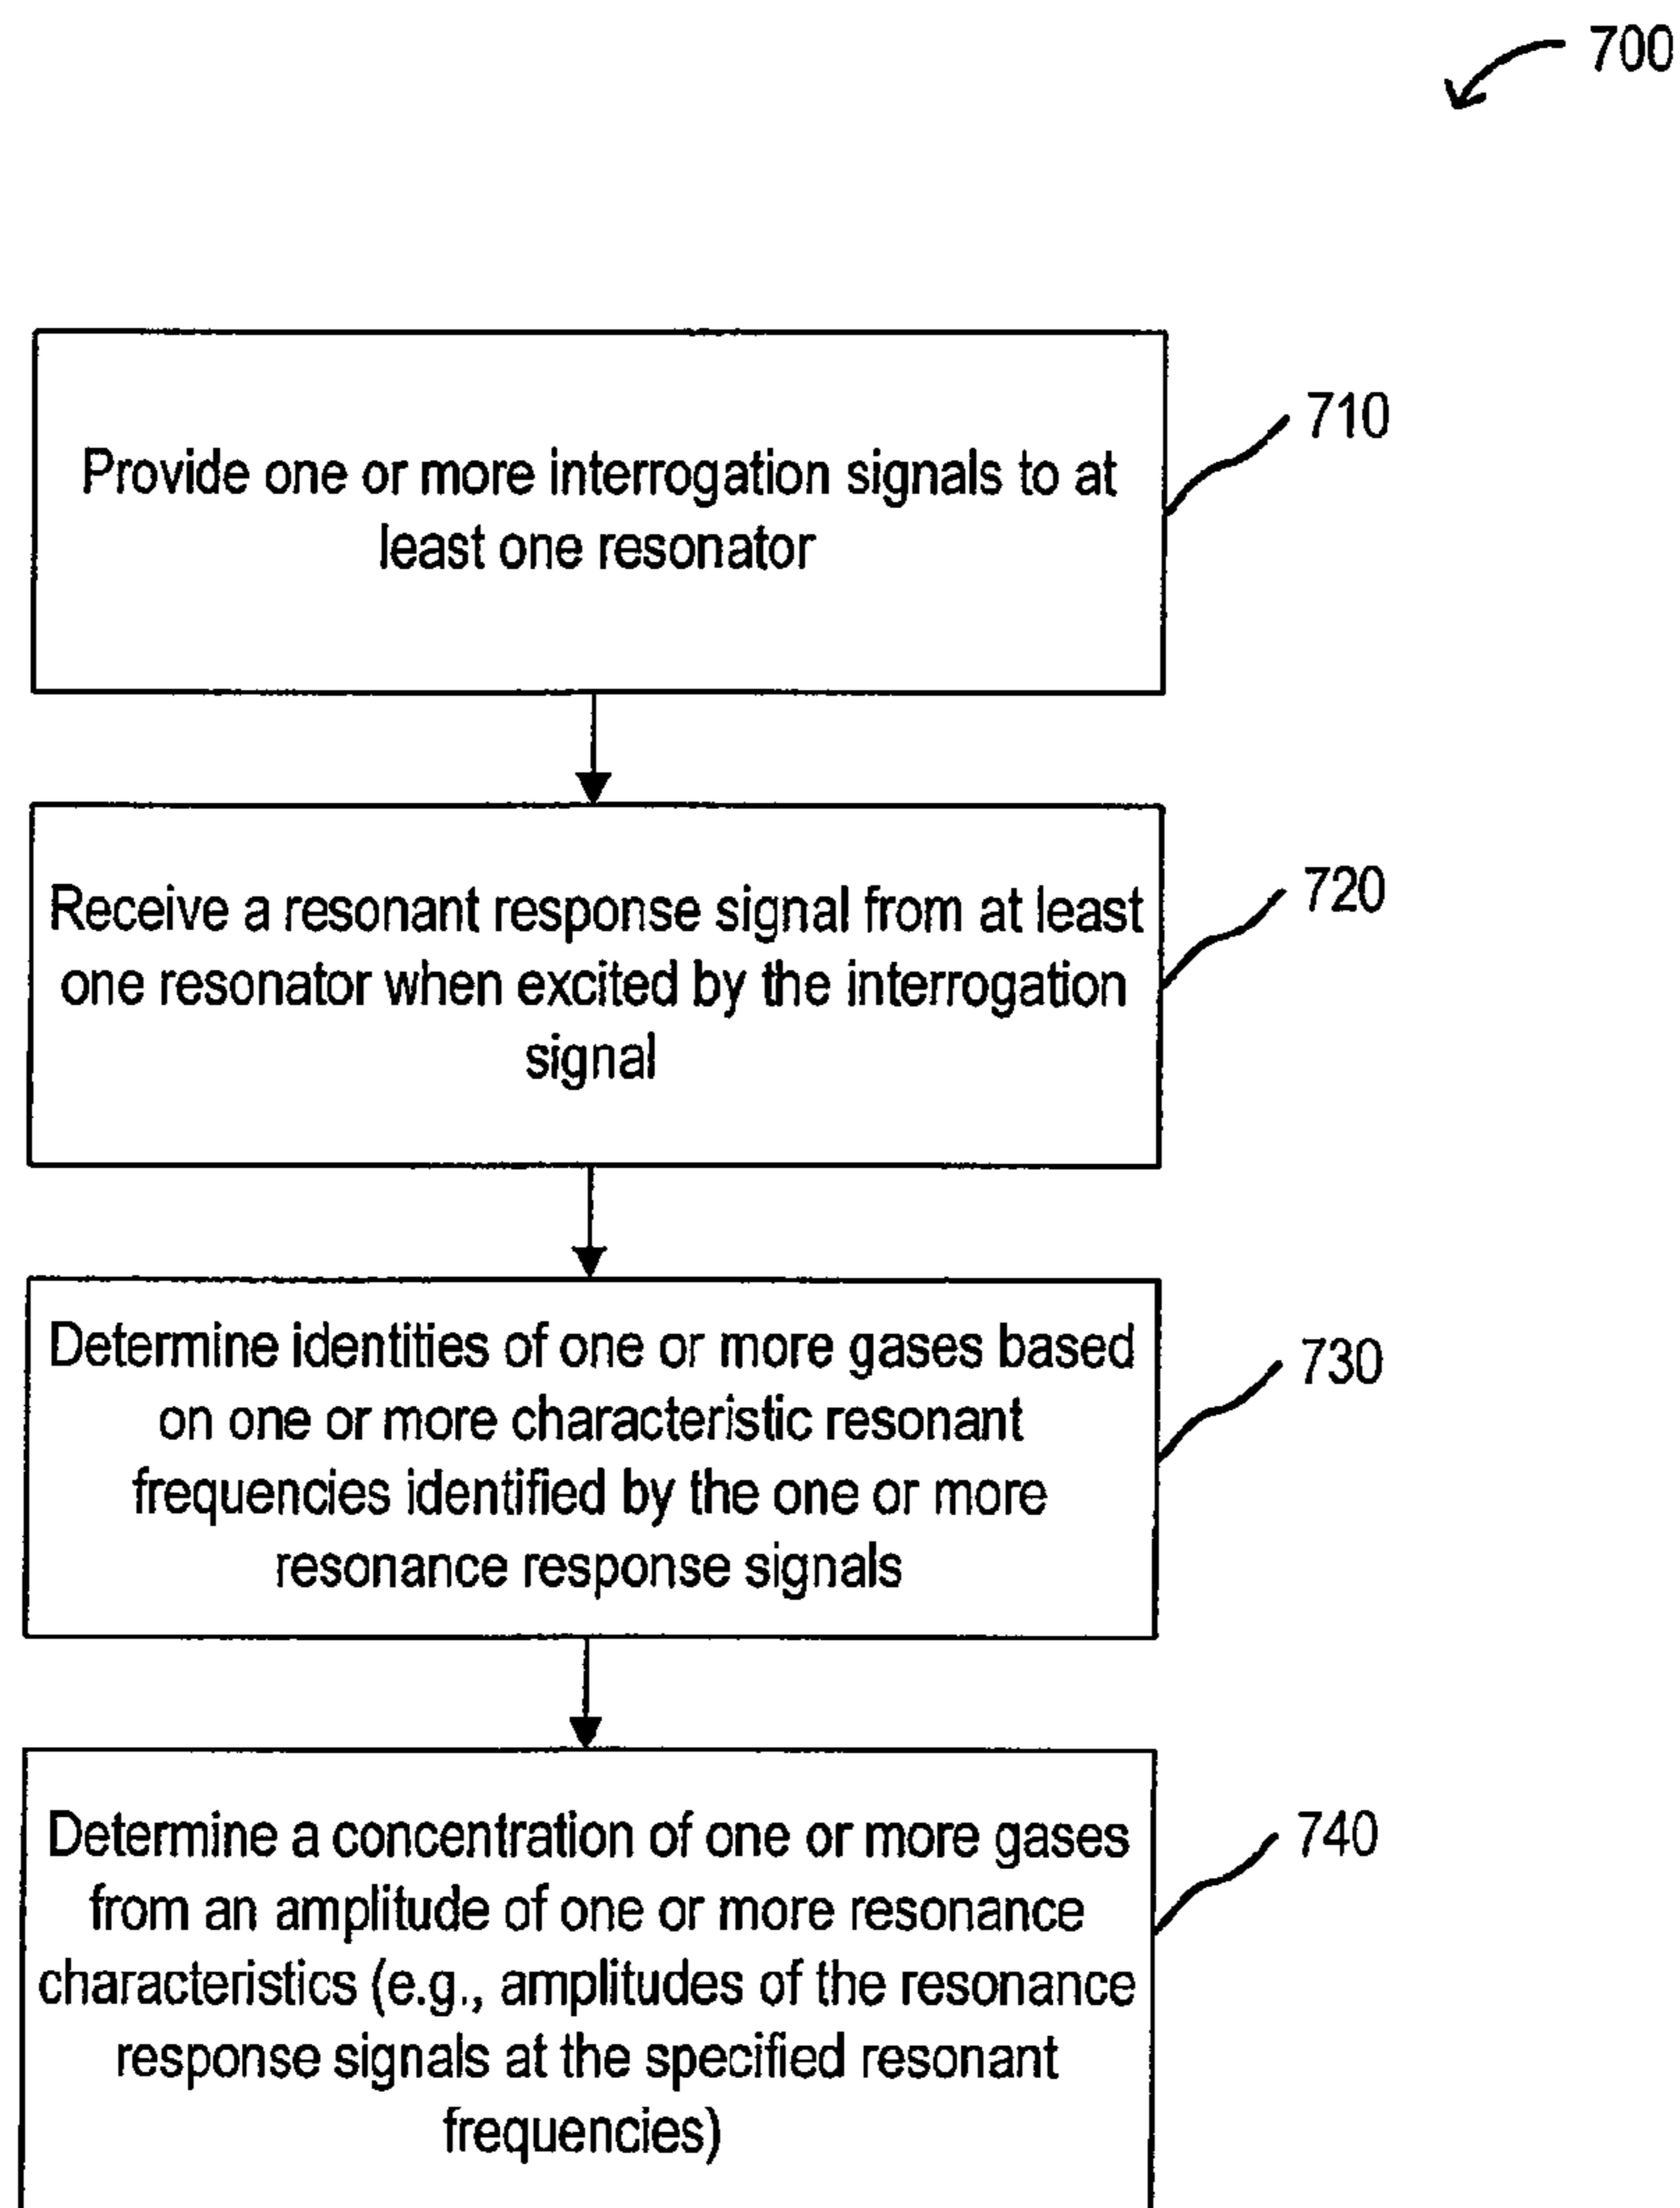 700
Provide one or more interrogation signals to at
least one resonator
710
Receive a resonant response signal from at least
one resonator when excited by the interrogation
signal
720
Determine identities of one or more gases based
on one or more characteristic resonant
frequencies identified by the one or more
resonance response signals
730
Determine a concentration of one or more gases
from an amplitude of one or more resonance
characteristics (e.g., amplitudes of the resonance
response signals at the specified resonant
frequencies)
740